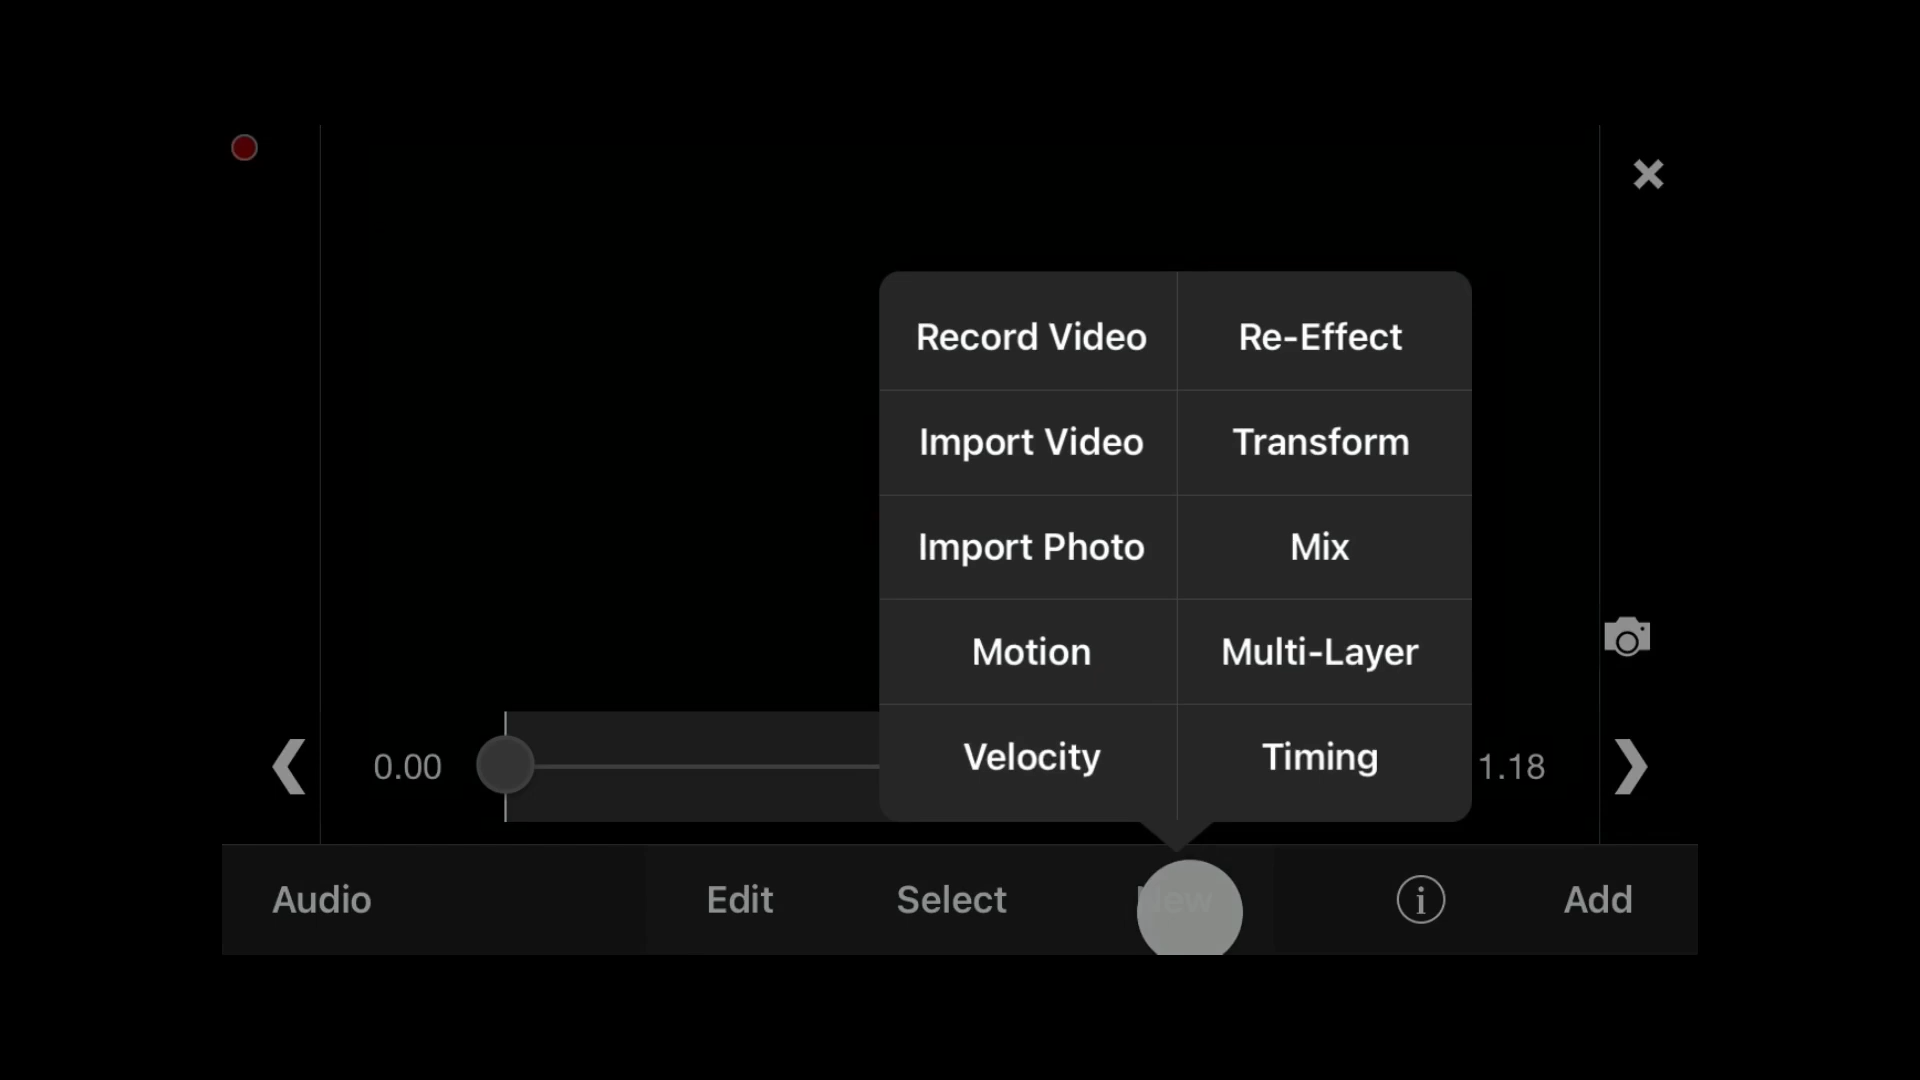 Record Video Re-Effect
Import Video Transform
Import Photo Mix
Motion Multi-Layer
Velocity Timing
0.00 1.18
Audio Edit Select New i Add